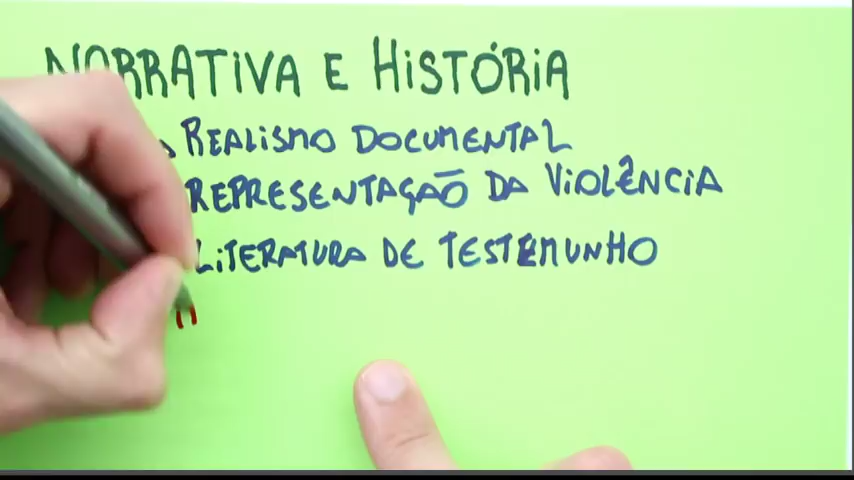 NARRATIVA E HISTÓRIA
REALISMO DOCUMENTAL
REPRESENTAÇÃO DA VIOLÊNCIA
LITERATURA DE TESTEMUNHO
"